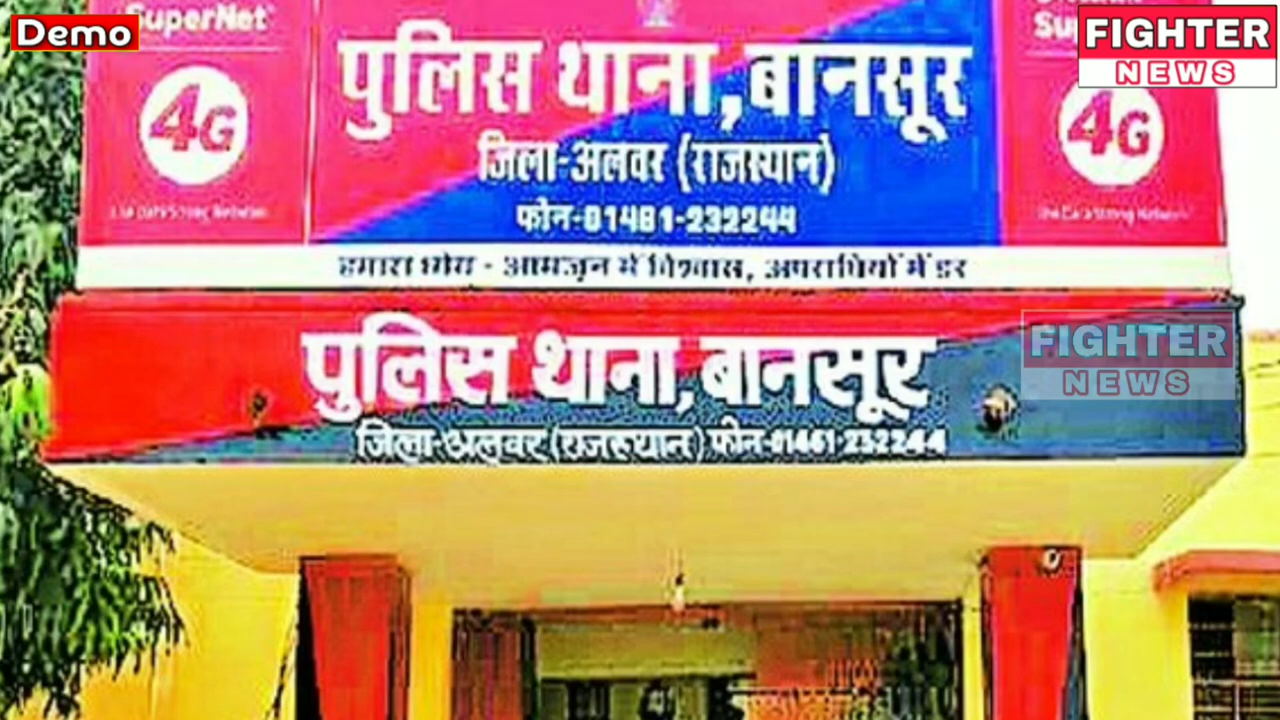 Demo
SuperNet
4G
पुलिस थाना, बानसूर
जिला-अलवर (राजस्थान)
फोन-01461-232244
Su
4G
FIGHTER
NEWS
हमारा ध्येय - आमजन में विश्वास, अपराधियों में डर
पुलिस थाना, बानसूर
जिला-अलवर (राजस्थान) फोन-01461-232244
FIGHTER
NEWS